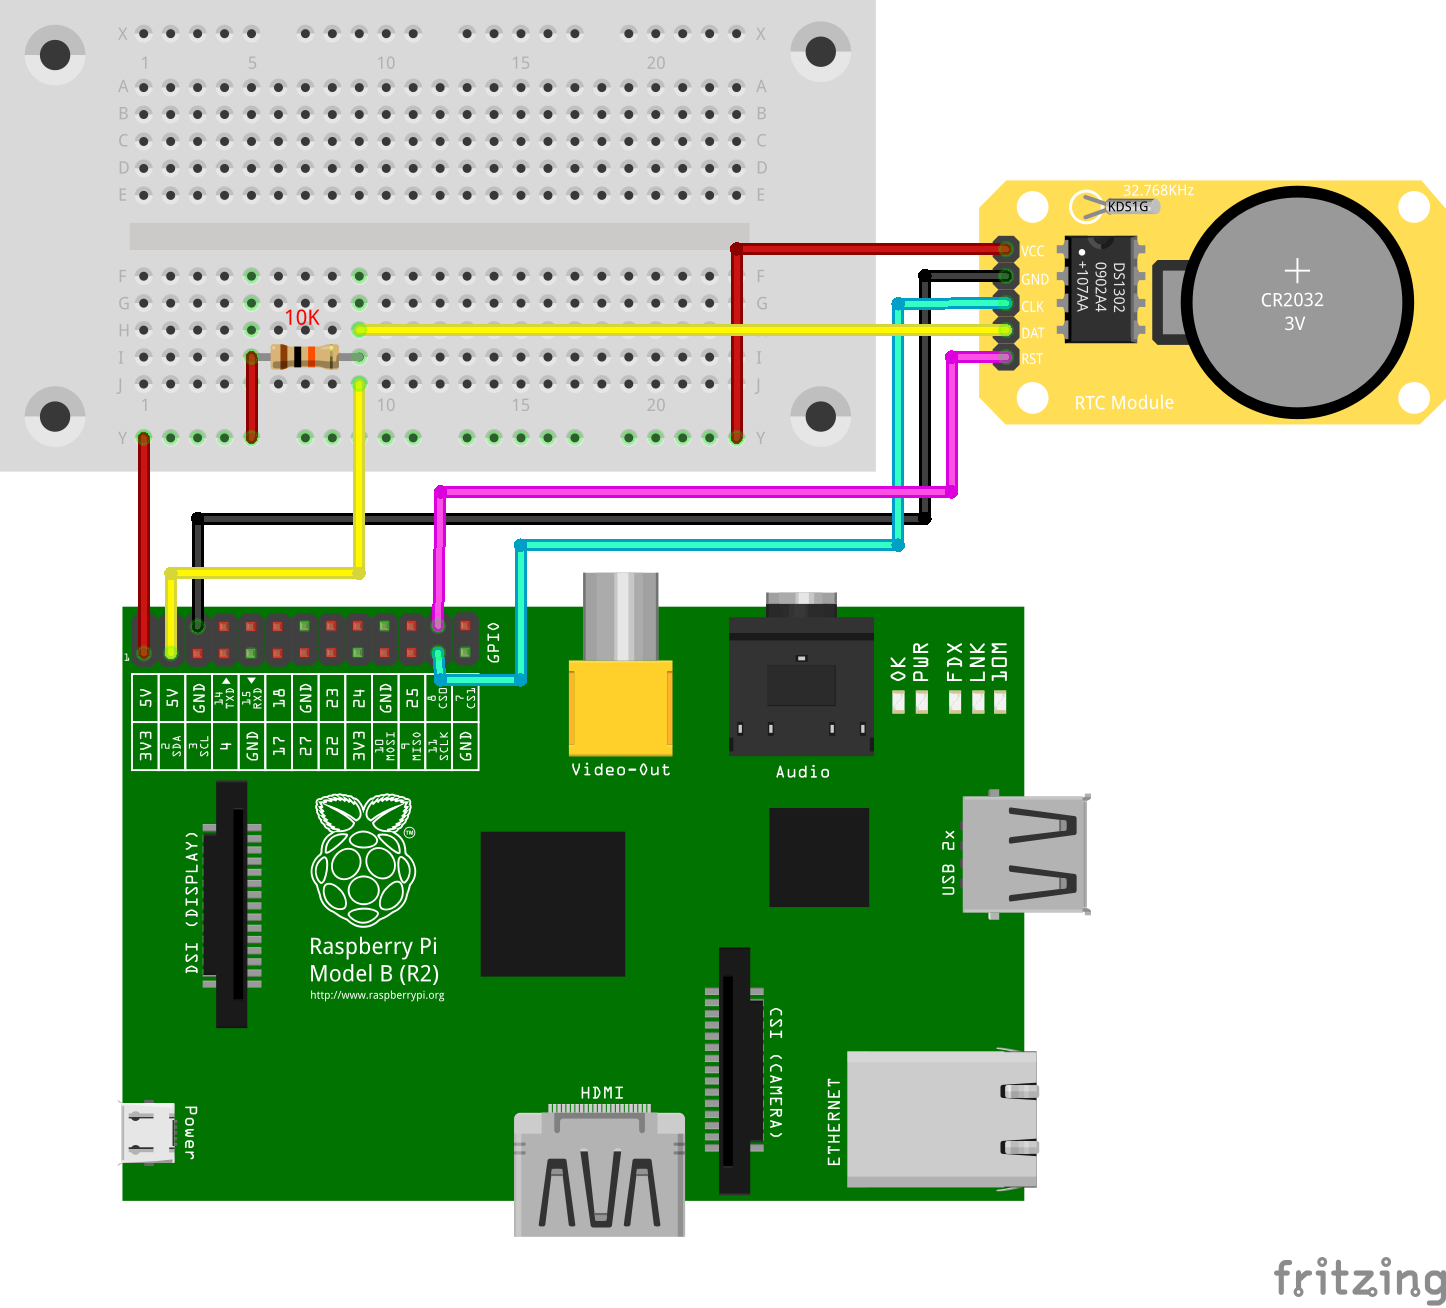 X X
1 5 10 15 20
A A
B B
C C
D D
E E
F F
G G
H
10K
I I
J J
1 10 15 20
Y Y
32.768KHz
KDS1G
VCC
GND
CLK
DAT
RST
DS1302
0902A4
+107AA
CR2032
3V
RTC Module
1
GPIO
5V 5V GND 14 TXD 15 RXD 18 GND 23 24 GND 25 8 CS0 7 CS1
3V3 2 SDA 3 SCL 4 GND 17 27 22 3V3 10 MOSI 9 MISO 11 SCLK GND
OK PWR FDX LNK 10M
Video-Out
Audio
DSI (DISPLAY)
TM
Raspberry Pi
Model B (R2)
http://www.raspberrypi.org
USB 2x
CSI (CAMERA)
HDMI
ETHERNET
Power
fritzing